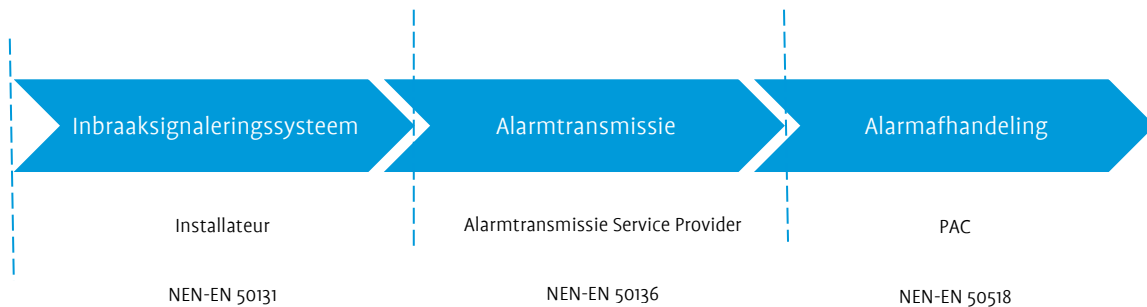 Inbraaksignaleringssysteem
Alarmtransmissie
Alarmafhandeling
Installateur
Alarmtransmissie Service Provider
PAC
NEN-EN 50131
NEN-EN 50136
NEN-EN 50518